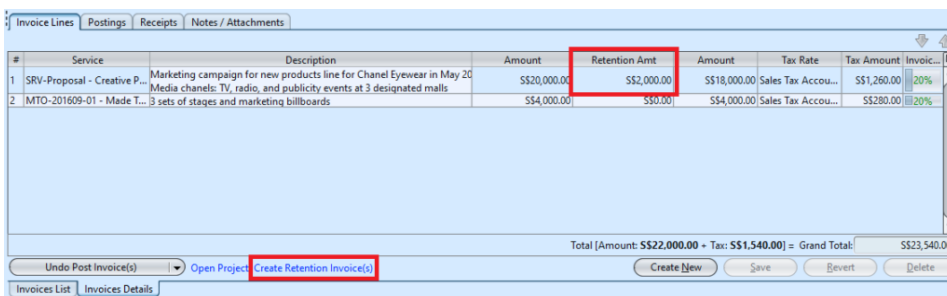 Invoice Lines Postings Receipts Notes / Attachments
# Service Description Amount Retention Amt Amount Tax Rate Tax Amount Invoic...
1 SRV-Proposal - Creative P... Marketing campaign for new products line for Chanel Eyewear in May 20
Media chanels: TV, radio, and publicity events at 3 designated malls
S$20,000.00 S$2,000.00 S$18,000.00 Sales Tax Accou... S$1,260.00 20%
2 MTO-201609-01 - Made T... 3 sets of stages and marketing billboards S$4,000.00 S$0.00 S$4,000.00 Sales Tax Accou... S$280.00 20%
Total [Amount: S$22,000.00 + Tax: S$1,540.00] = Grand Total: S$23,540.0
Undo Post Invoice(s) Open Project Create Retention Invoice(s) Create New Save Revert Delete
Invoices List Invoices Details